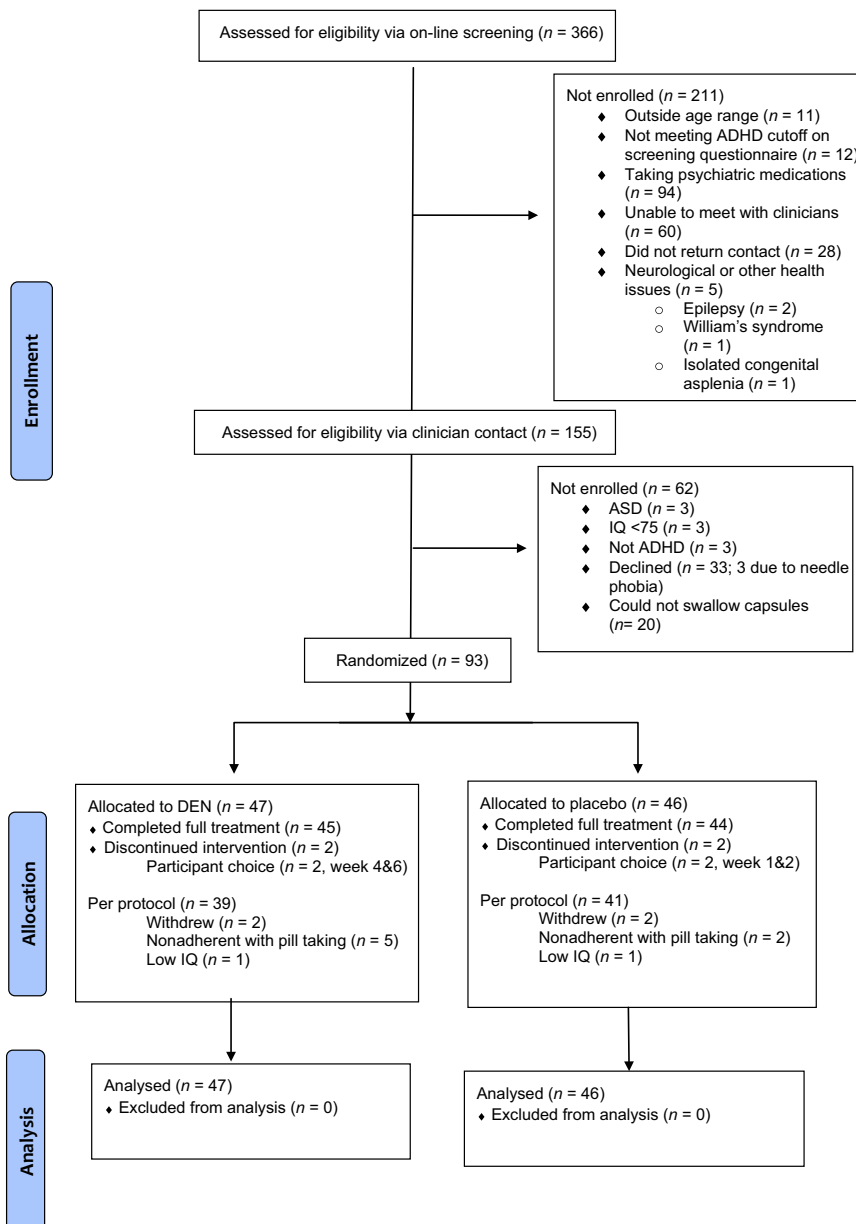 Assessed for eligibility via on-line screening (n = 366)
Not enrolled (n = 211)
♦ Outside age range (n = 11)
♦ Not meeting ADHD cutoff on
screening questionnaire (n = 12)
♦ Taking psychiatric medications
(n = 94)
♦ Unable to meet with clinicians
(n = 60)
♦ Did not return contact (n = 28)
♦ Neurological or other health
issues (n = 5)
○ Epilepsy (n = 2)
○ William's syndrome
(n = 1)
○ Isolated congenital
asplenia (n = 1)
Enrollment
Assessed for eligibility via clinician contact (n = 155)
Not enrolled (n = 62)
♦ ASD (n = 3)
♦ IQ <75 (n = 3)
♦ Not ADHD (n = 3)
♦ Declined (n = 33; 3 due to needle
phobia)
♦ Could not swallow capsules
(n= 20)
Randomized (n = 93)
Allocation
Allocated to DEN (n = 47)
♦ Completed full treatment (n = 45)
♦ Discontinued intervention (n = 2)
Participant choice (n = 2, week 4&6)
Per protocol (n = 39)
Withdrew (n = 2)
Nonadherent with pill taking (n = 5)
Low IQ (n = 1)
Allocated to placebo (n = 46)
♦ Completed full treatment (n = 44)
♦ Discontinued intervention (n = 2)
Participant choice (n = 2, week 1&2)
Per protocol (n = 41)
Withdrew (n = 2)
Nonadherent with pill taking (n = 2)
Low IQ (n = 1)
Analysis
Analysed (n = 47)
♦ Excluded from analysis (n = 0)
Analysed (n = 46)
♦ Excluded from analysis (n = 0)